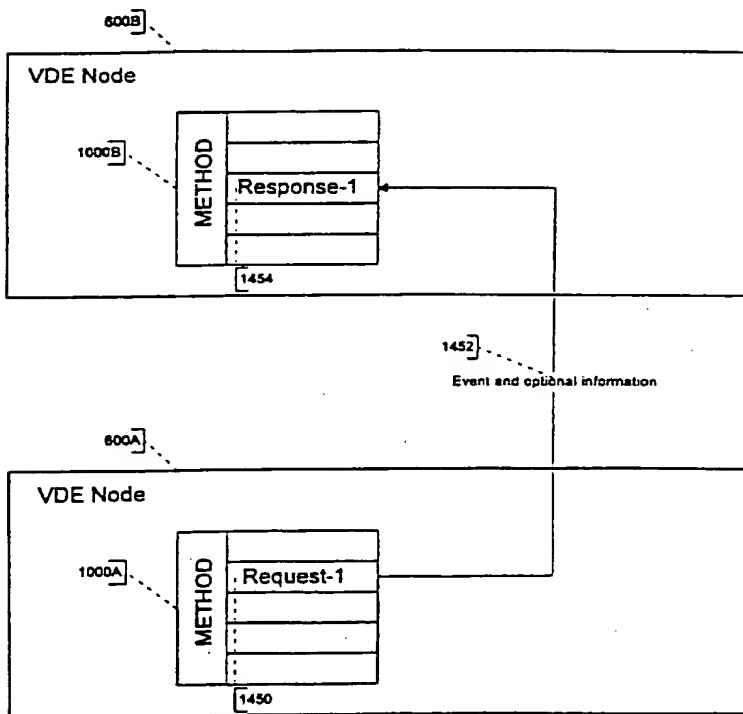 600B
VDE Node
1000B
METHOD
Response-1
1454
1452
Event and optional information
600A
VDE Node
1000A
METHOD
Request-1
1450